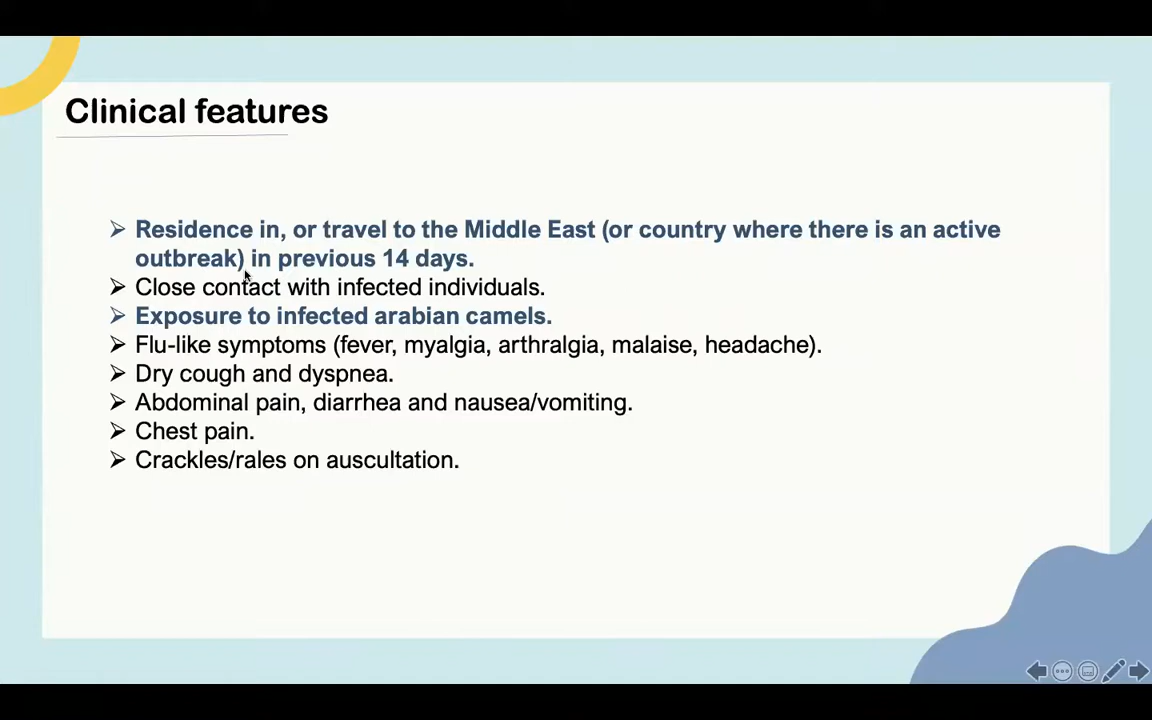 Clinical features
➢ Residence in, or travel to the Middle East (or country where there is an active
outbreak) in previous 14 days.
➢ Close contact with infected individuals.
➢ Exposure to infected arabian camels.
➢ Flu-like symptoms (fever, myalgia, arthralgia, malaise, headache).
➢ Dry cough and dyspnea.
➢ Abdominal pain, diarrhea and nausea/vomiting.
➢ Chest pain.
➢ Crackles/rales on auscultation.